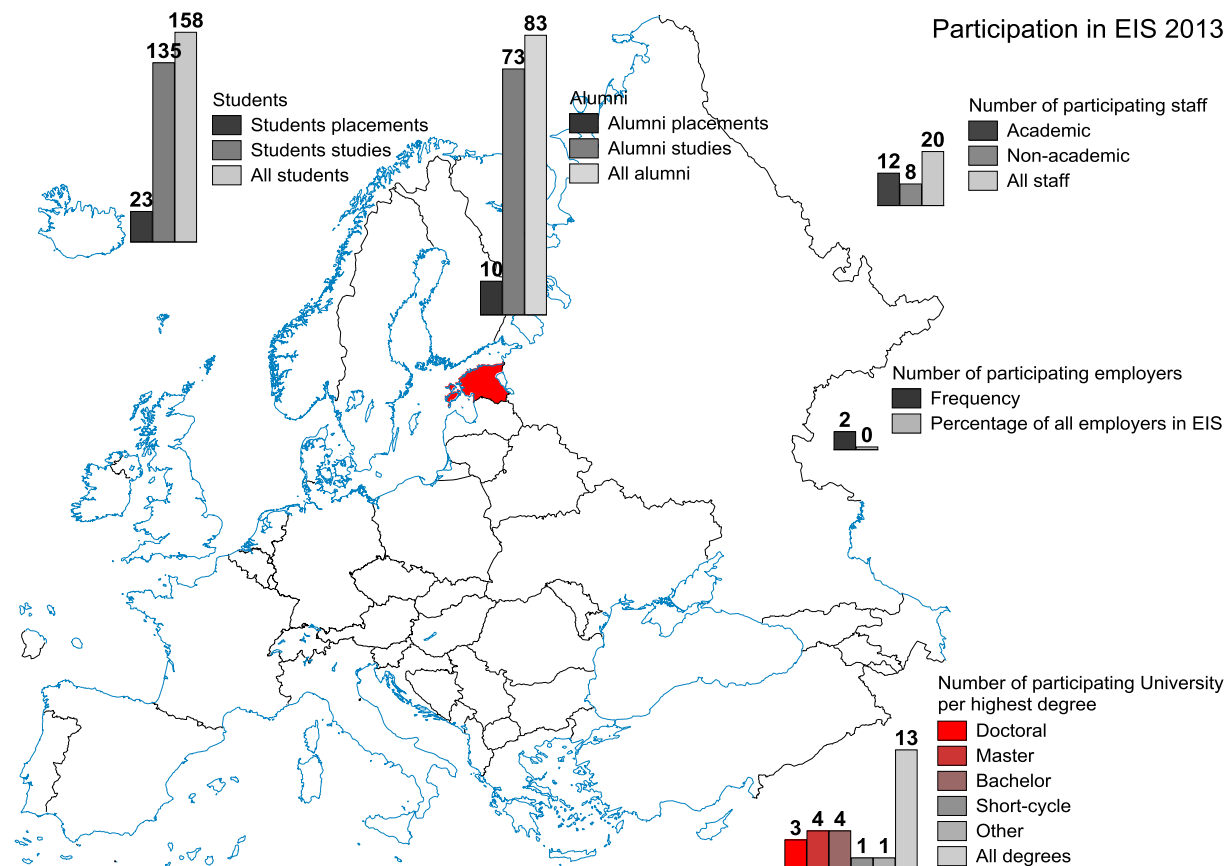 Participation in EIS 2013
158
135
23
Students
Students placements
Students studies
All students
83
73
10
Alumni
Alumni placements
Alumni studies
All alumni
Number of participating staff
Academic
Non-academic
All staff
12
8
20
Number of participating employers
Frequency
Percentage of all employers in EIS
2
0
Number of participating University
per highest degree
Doctoral
Master
Bachelor
Short-cycle
Other
All degrees
3
4
4
1
1
13